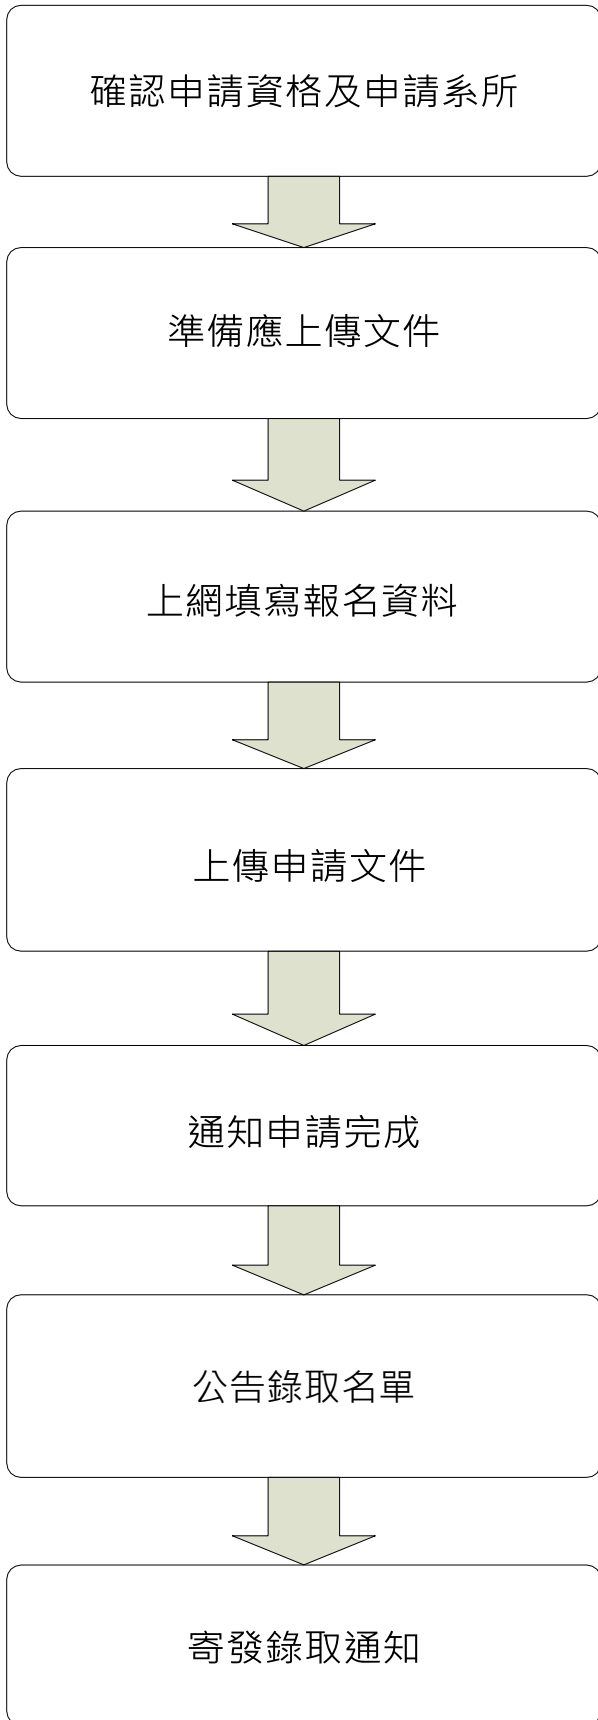 確認申請資格及申請系所
準備應上傳文件
上網填寫報名資料
上傳申請文件
通知申請完成
公告錄取名單
寄發錄取通知